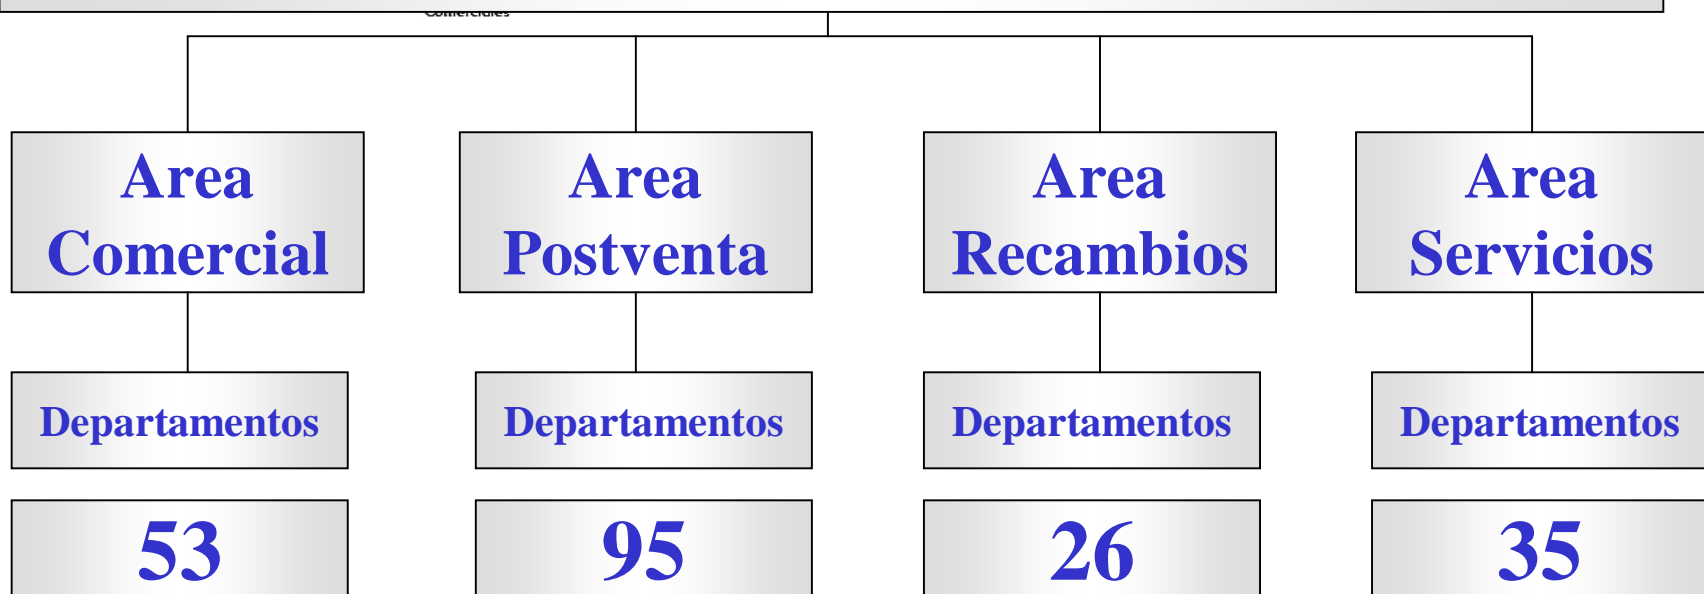 Area
Comercial
Area
Postventa
Area
Recambios
Area
Servicios
Departamentos
Departamentos
Departamentos
Departamentos
53
95
26
35